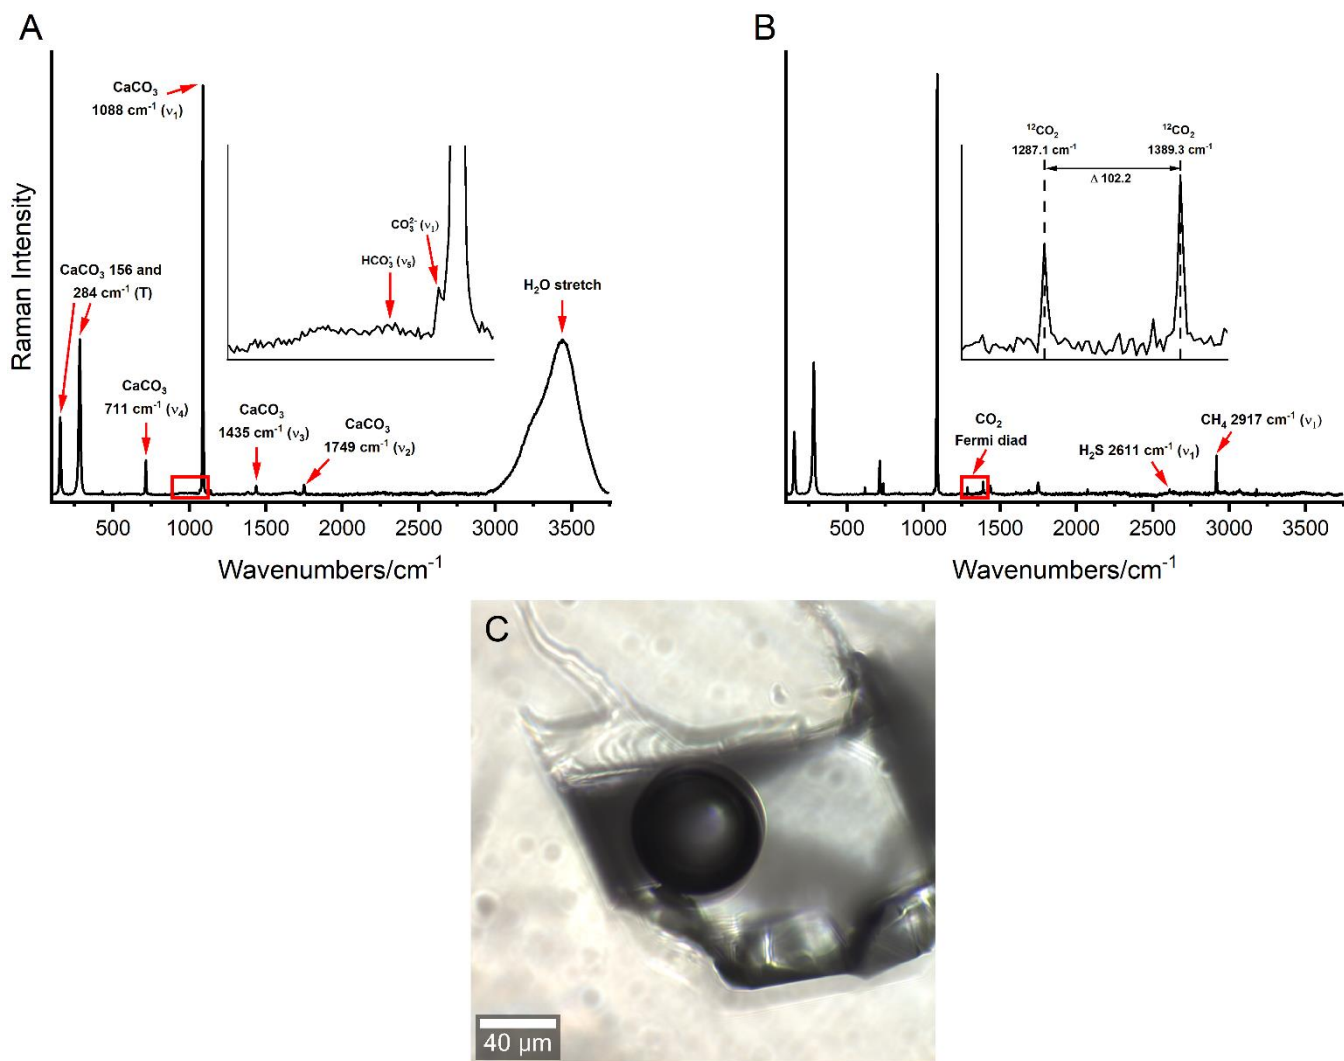 A
CaCO₃
1088 cm⁻¹ (ν₁)
CaCO₃ 156 and
284 cm⁻¹ (T)
CaCO₃
711 cm⁻¹ (ν₄)
HCO₃⁻ (ν₅)
CO₃²⁻ (ν₁)
CaCO₃
1435 cm⁻¹ (ν₃)
CaCO₃
1749 cm⁻¹ (ν₂)
H₂O stretch
Raman Intensity
500 1000 1500 2000 2500 3000 3500
Wavenumbers/cm⁻¹
B
¹²CO₂
1287.1 cm⁻¹
¹²CO₂
1389.3 cm⁻¹
Δ 102.2
CO₂
Fermi diad
H₂S 2611 cm⁻¹ (ν₁)
CH₄ 2917 cm⁻¹ (ν₁)
500 1000 1500 2000 2500 3000 3500
Wavenumbers/cm⁻¹
C
40 µm